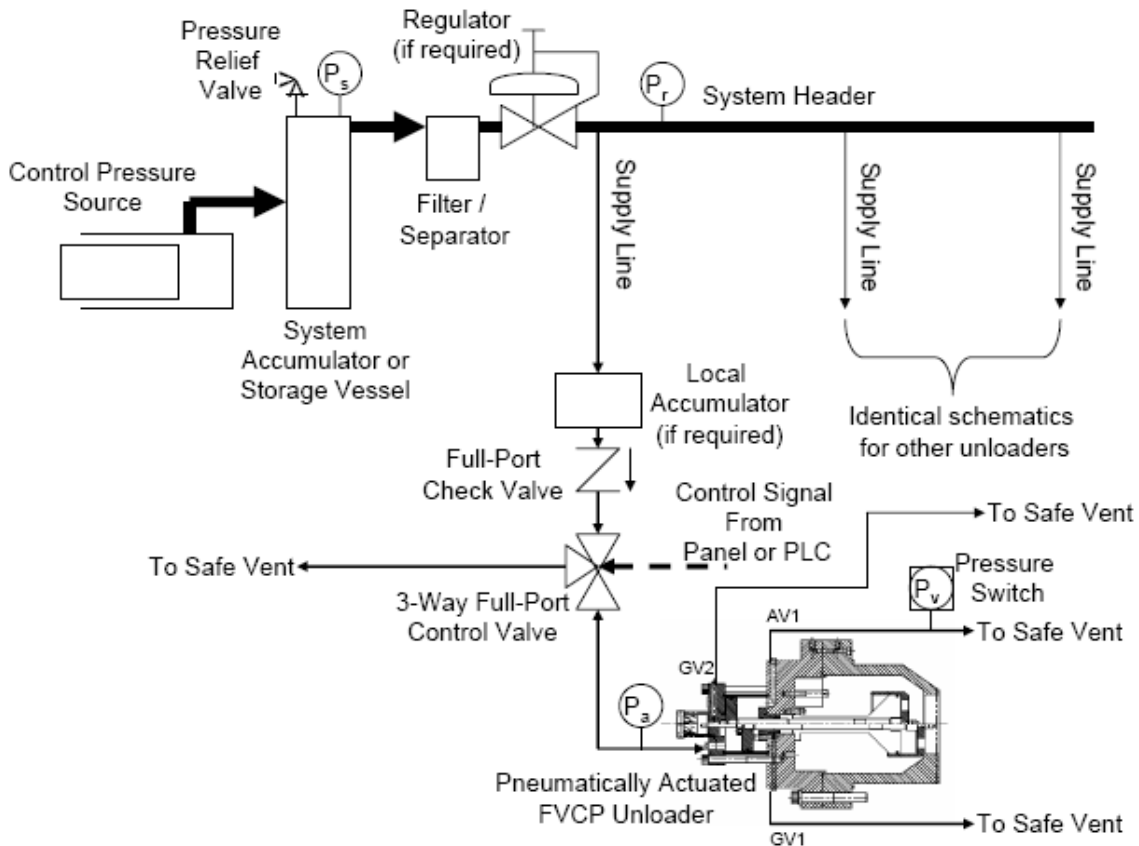 Pressure
Relief
Valve
Ps
Regulator
(if required)
Pr
System Header
Control Pressure
Source
Filter /
Separator
Supply Line
Supply Line
Supply Line
System
Accumulator or
Storage Vessel
Local
Accumulator
(if required)
Identical schematics
for other unloaders
Full-Port
Check Valve
Control Signal
From
Panel or PLC
To Safe Vent
To Safe Vent
3-Way Full-Port
Control Valve
Pv
Pressure
Switch
AV1
To Safe Vent
GV2
Pa
Pneumatically Actuated
FVCP Unloader
GV1
To Safe Vent